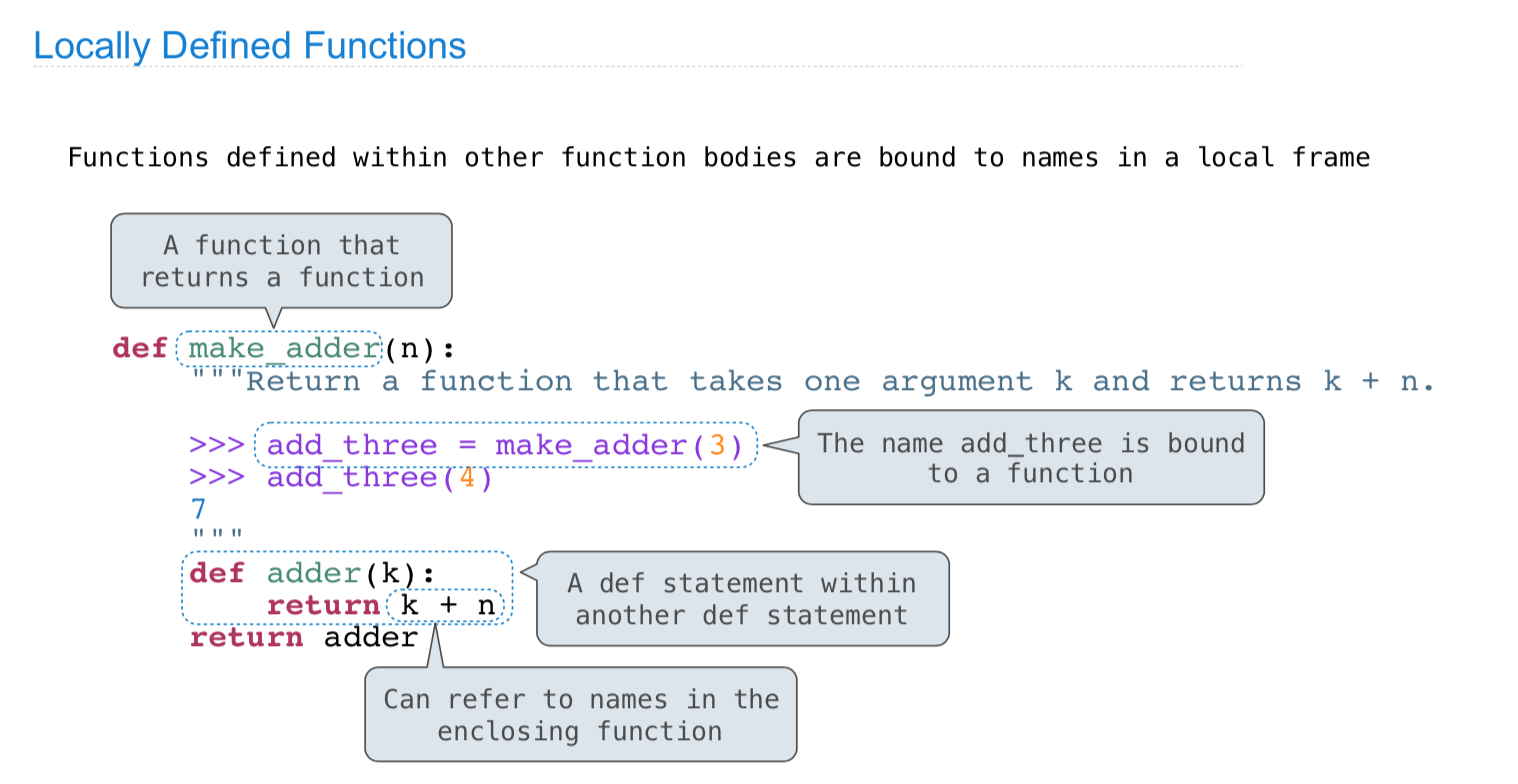 Locally Defined Functions
Functions defined within other function bodies are bound to names in a local frame
A function that
returns a function
def make_adder(n):
"""Return a function that takes one argument k and returns k + n.
>>> add_three = make_adder(3)
>>> add_three(4)
7
"""
The name add_three is bound
to a function
def adder(k):
return k + n
return adder
A def statement within
another def statement
Can refer to names in the
enclosing function